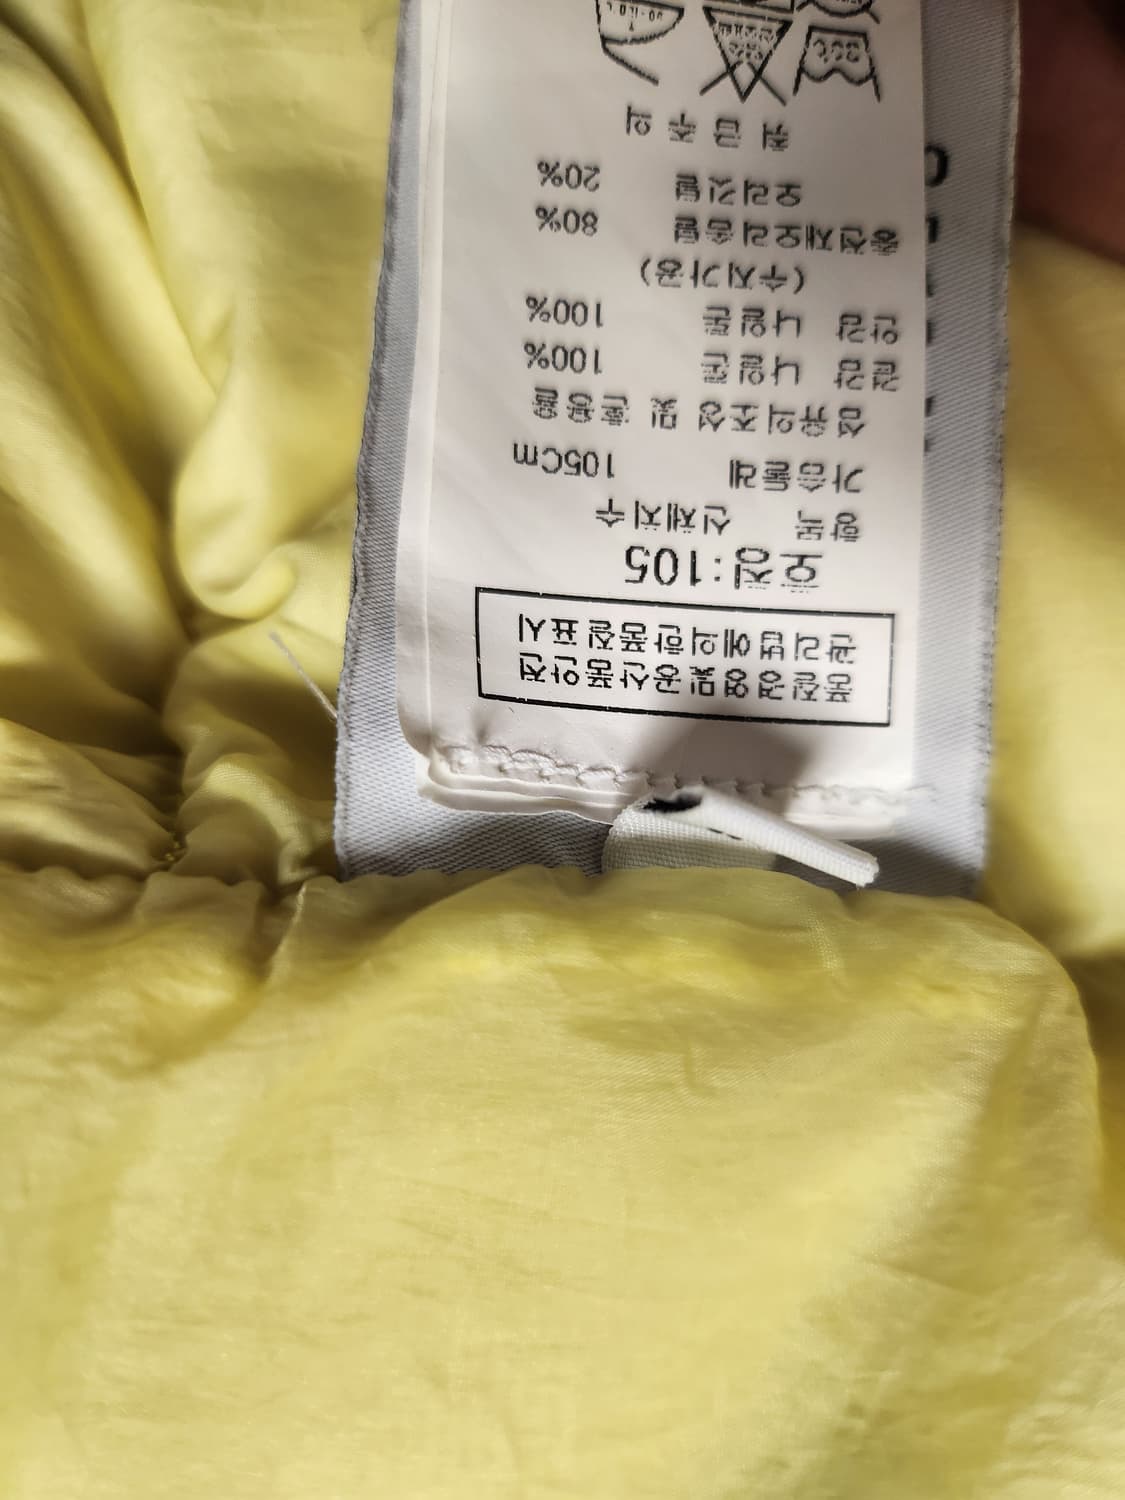 품질경영및공산품안전
관리법에의한품질표시
호칭:105
항목 신체치수
가슴둘레 105Cm
섬유의조성 및 혼용율
겉감 나일론 100%
안감 나일론 100%
(수지가공)
충전재오리솜털 80%
오리깃털 20%
취급주의